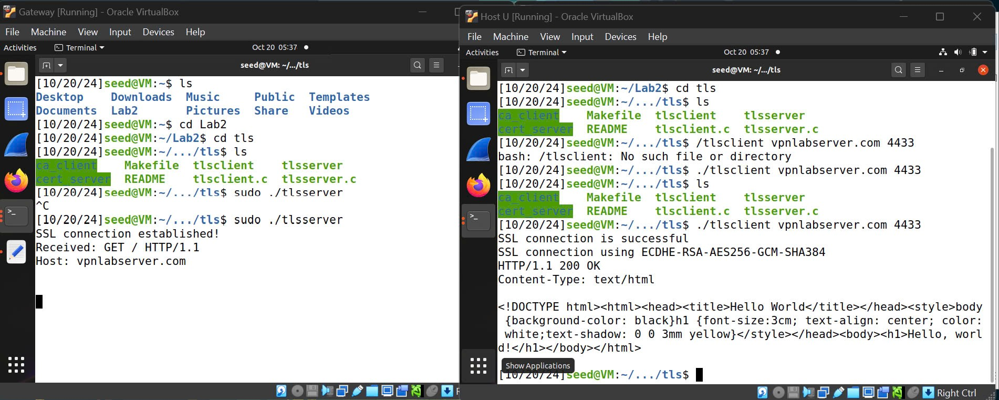 Gateway [Running] - Oracle VirtualBox
File Machine View Input Devices Help
Activities Terminal Oct 20 05:37
seed@VM: ~/.../tls
[10/20/24]seed@VM:~$ ls
Desktop Downloads Music Public Templates
Documents Lab2 Pictures Share Videos
[10/20/24]seed@VM:~$ cd Lab2
[10/20/24]seed@VM:~/Lab2$ cd tls
[10/20/24]seed@VM:~/.../tls$ ls
ca_client Makefile tlsclient tlsserver
cert_server README tlsclient.c tlsserver.c
[10/20/24]seed@VM:~/.../tls$ sudo ./tlsserver
^C
[10/20/24]seed@VM:~/.../tls$ sudo ./tlsserver
SSL connection established!
Received: GET / HTTP/1.1
Host: vpnlabserver.com
Host U [Running] - Oracle VirtualBox
File Machine View Input Devices Help
Activities Terminal Oct 20 05:37
seed@VM: ~/.../tls
[10/20/24]seed@VM:~/Lab2$ cd tls
[10/20/24]seed@VM:~/.../tls$ ls
ca_client Makefile tlsclient tlsserver
cert_server README tlsclient.c tlsserver.c
[10/20/24]seed@VM:~/.../tls$ /tlsclient vpnlabserver.com 4433
bash: /tlsclient: No such file or directory
[10/20/24]seed@VM:~/.../tls$ ./tlsclient vpnlabserver.com 4433
[10/20/24]seed@VM:~/.../tls$ ls
ca_client Makefile tlsclient tlsserver
cert_server README tlsclient.c tlsserver.c
[10/20/24]seed@VM:~/.../tls$ ./tlsclient vpnlabserver.com 4433
SSL connection is successful
SSL connection using ECDHE-RSA-AES256-GCM-SHA384
HTTP/1.1 200 OK
Content-Type: text/html
<!DOCTYPE html><html><head><title>Hello World</title></head><style>body
{background-color: black}h1 {font-size:3cm; text-align: center; color:
white;text-shadow: 0 0 3mm yellow}</style></head><body><h1>Hello, worl
d!</h1></body></html>
Show Applications
[10/20/24]seed@VM:~/.../tls$
Right Ctrl